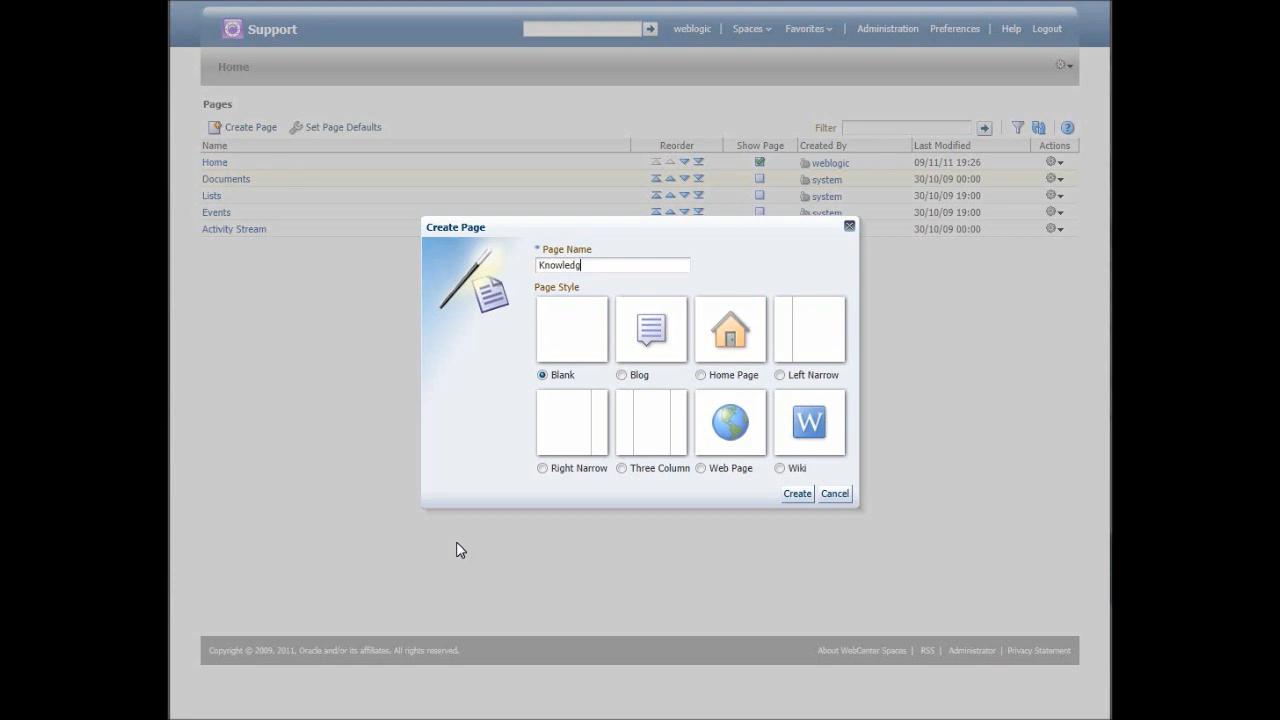 Support
weblogic Spaces Favorites Administration Preferences Help Logout
Home
Pages
Create Page Set Page Defaults Filter
Name Reorder Show Page Created By Last Modified Actions
Home weblogic 09/11/11 19:26
Documents system 30/10/09 00:00
Lists system 30/10/09 19:00
Events system 30/10/09 19:00
Activity Stream 30/10/09 00:00
Create Page
* Page Name
Knowledg
Page Style
Blank Blog Home Page Left Narrow
W
Right Narrow Three Column Web Page Wiki
Create Cancel
Copyright © 2009, 2011, Oracle and/or its affiliates. All rights reserved. About WebCenter Spaces | RSS | Administrator | Privacy Statement